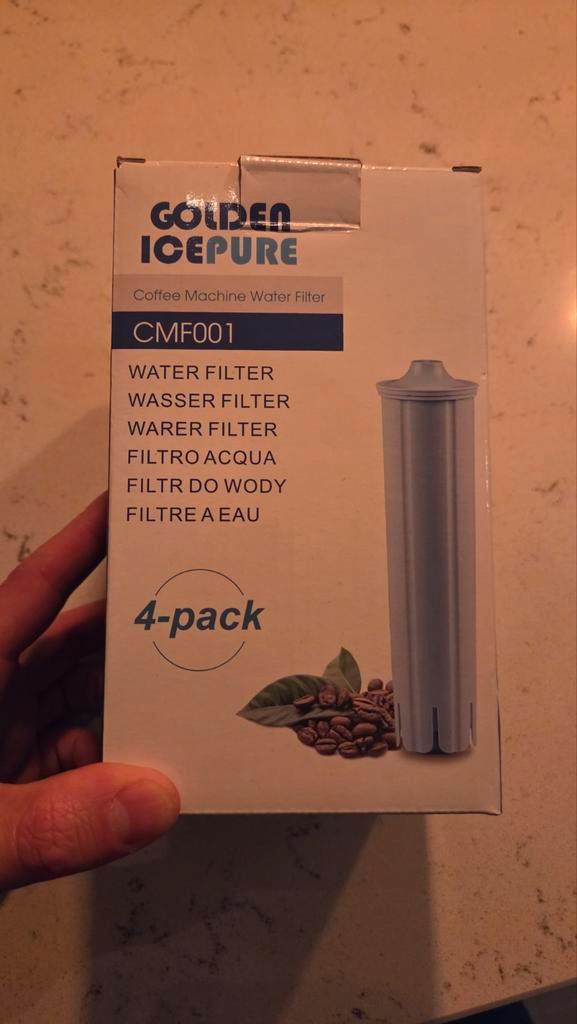 GOLDEN
ICEPURE
Coffee Machine Water Filter
CMF001
WATER FILTER
WASSER FILTER
WARER FILTER
FILTRO ACQUA
FILTR DO WODY
FILTRE A EAU
4-pack